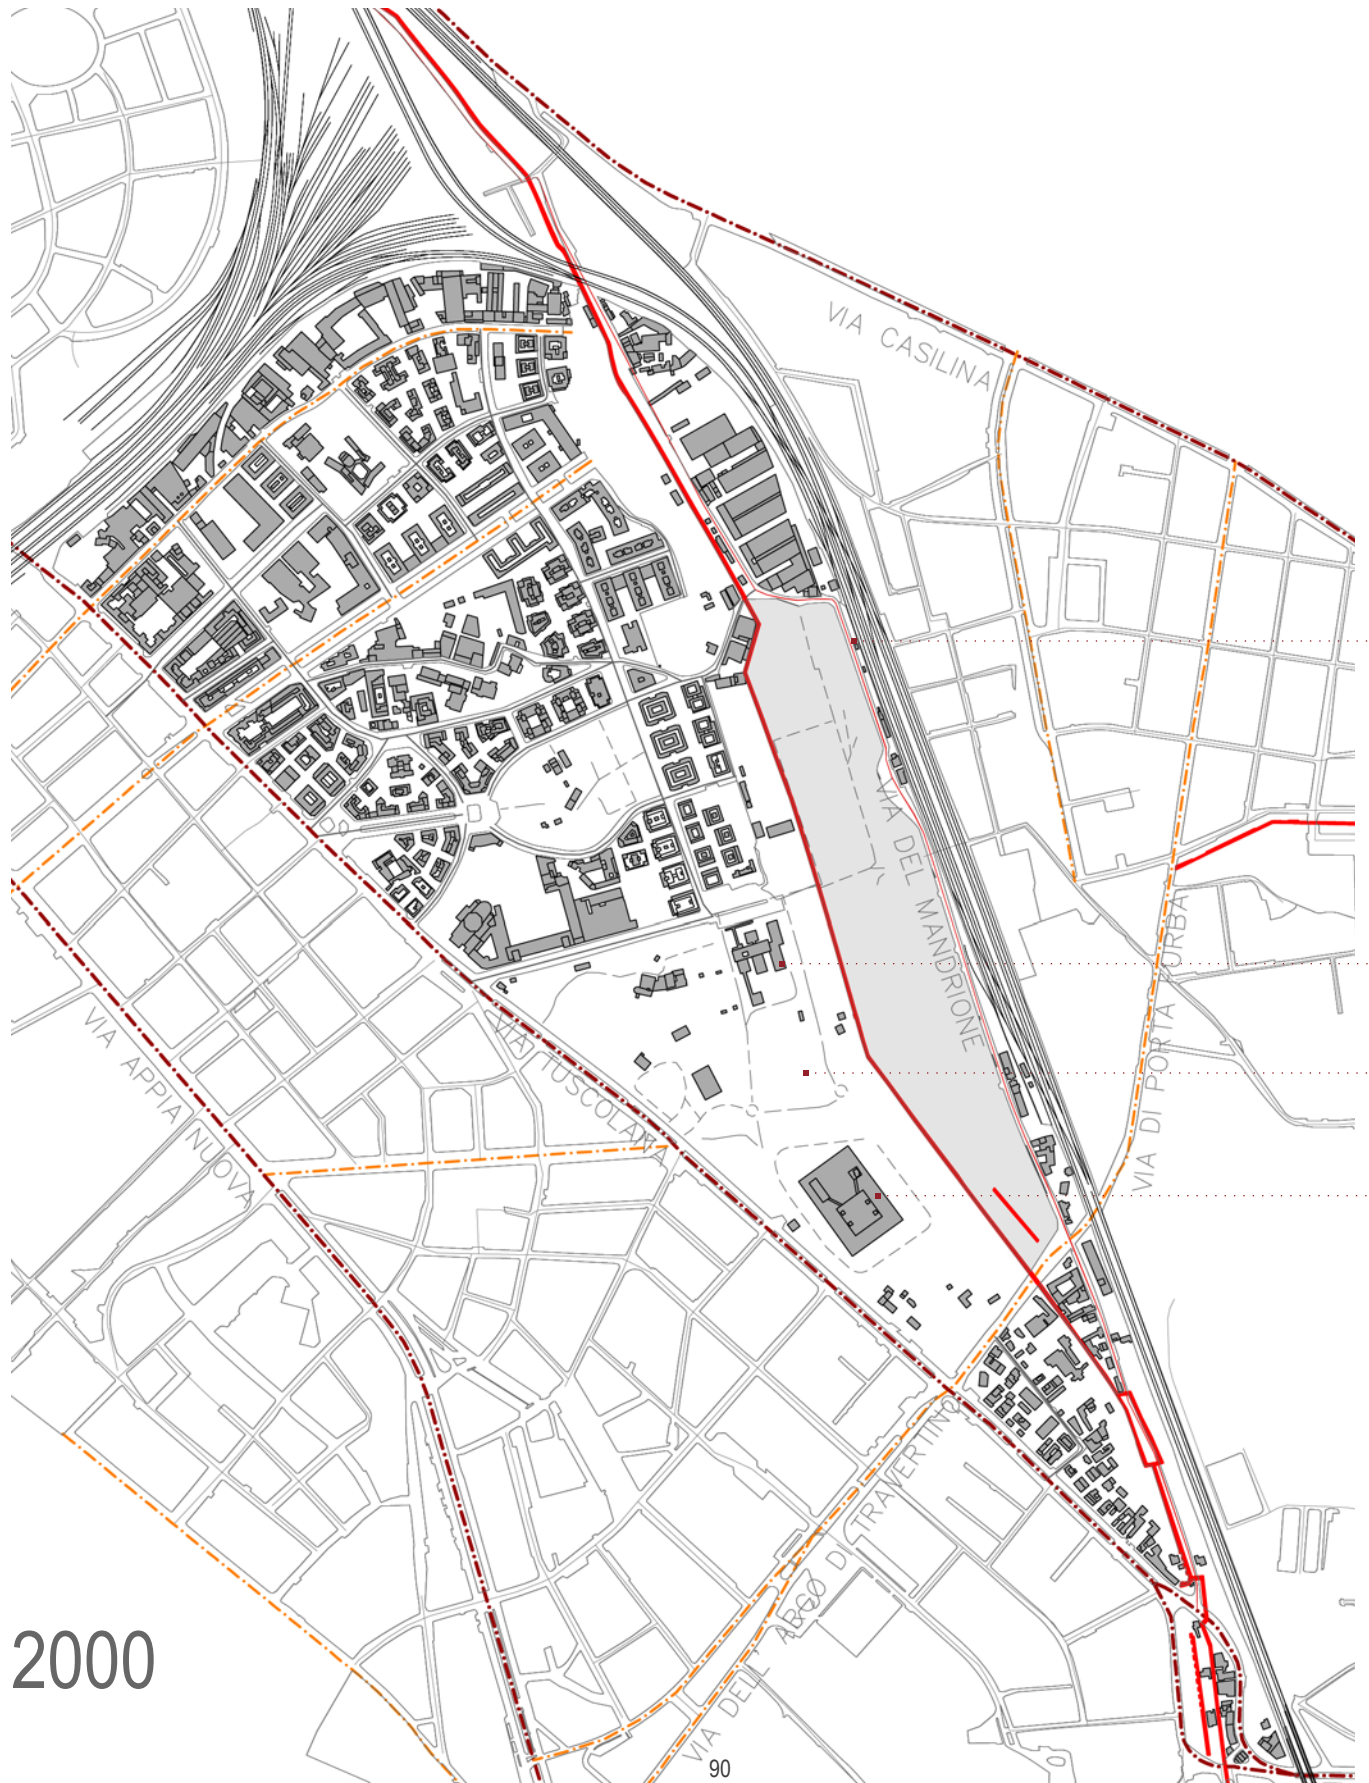 VIA CASILINA
VIA DEL MANDRIONE
VIA APPIA NUOVA
VIA TUSCOLANA
VIA DI PORTA URBA
VIA DELL' ARCO DI TRAVERTINO
2000
90